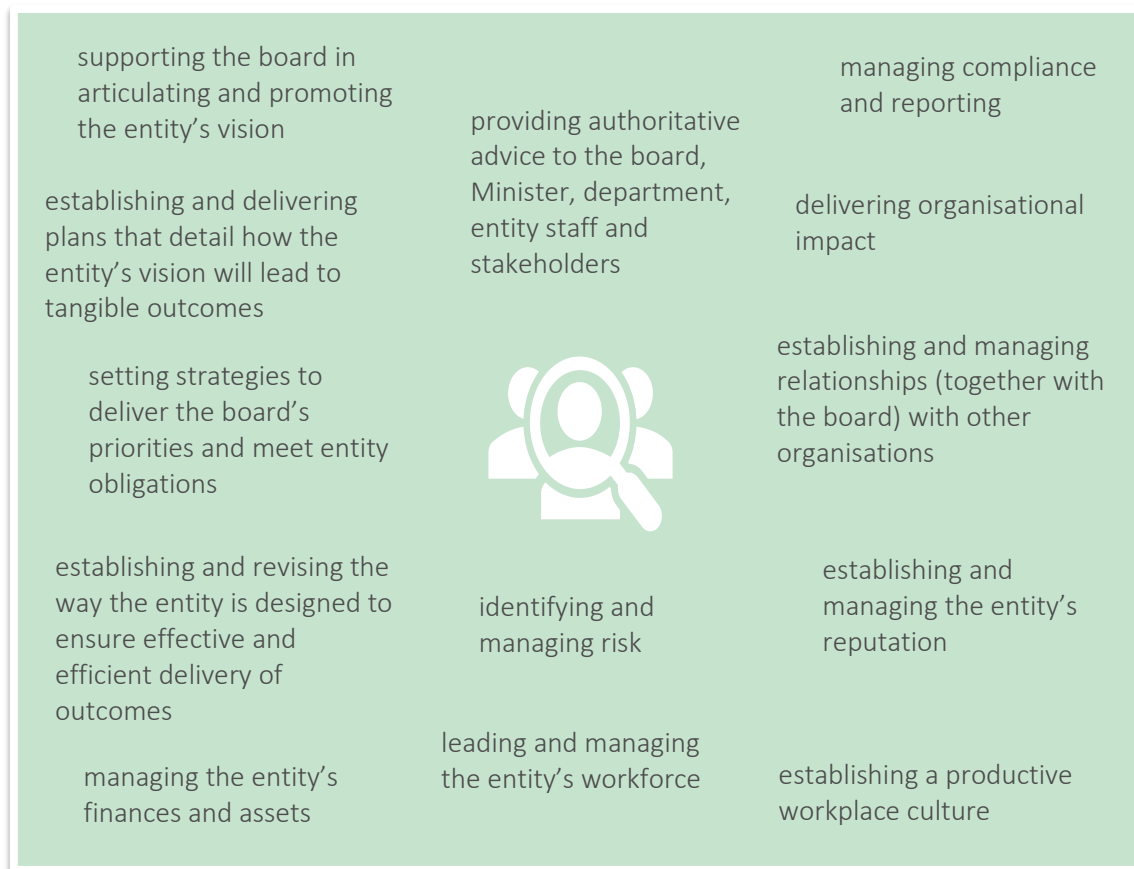 supporting the board in
articulating and promoting
the entity’s vision
establishing and delivering
plans that detail how the
entity’s vision will lead to
tangible outcomes
setting strategies to
deliver the board’s
priorities and meet entity
obligations
establishing and revising the
way the entity is designed to
ensure effective and
efficient delivery of
outcomes
managing the entity’s
finances and assets
providing authoritative
advice to the board,
Minister, department,
entity staff and
stakeholders
identifying and
managing risk
leading and managing
the entity’s workforce
managing compliance
and reporting
delivering organisational
impact
establishing and managing
relationships (together with
the board) with other
organisations
establishing and
managing the entity’s
reputation
establishing a productive
workplace culture